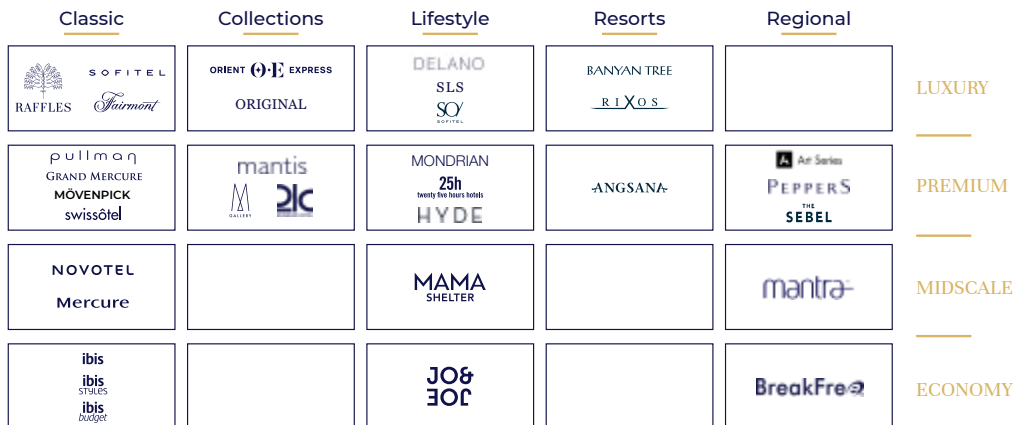 Classic Collections Lifestyle Resorts Regional
SOFITEL
RAFFLES Fairmont
ORIENT O·E EXPRESS
ORIGINAL
DELANO
SLS
SO/
SOFITEL
BANYAN TREE
RIXOS
LUXURY
pullman
GRAND MERCURE
MÖVENPICK
swissôtel
mantis
M 21c
GALLERY
MONDRIAN
25h
twenty five hours hotels
HYDE
ANGSANA
A Art Series
PEPPERS
THE
SEBEL
PREMIUM
NOVOTEL
Mercure
MAMA
SHELTER
mantra
MIDSCALE
ibis
ibis
STYLES
ibis
budget
JO&
JOE
BreakFree
ECONOMY